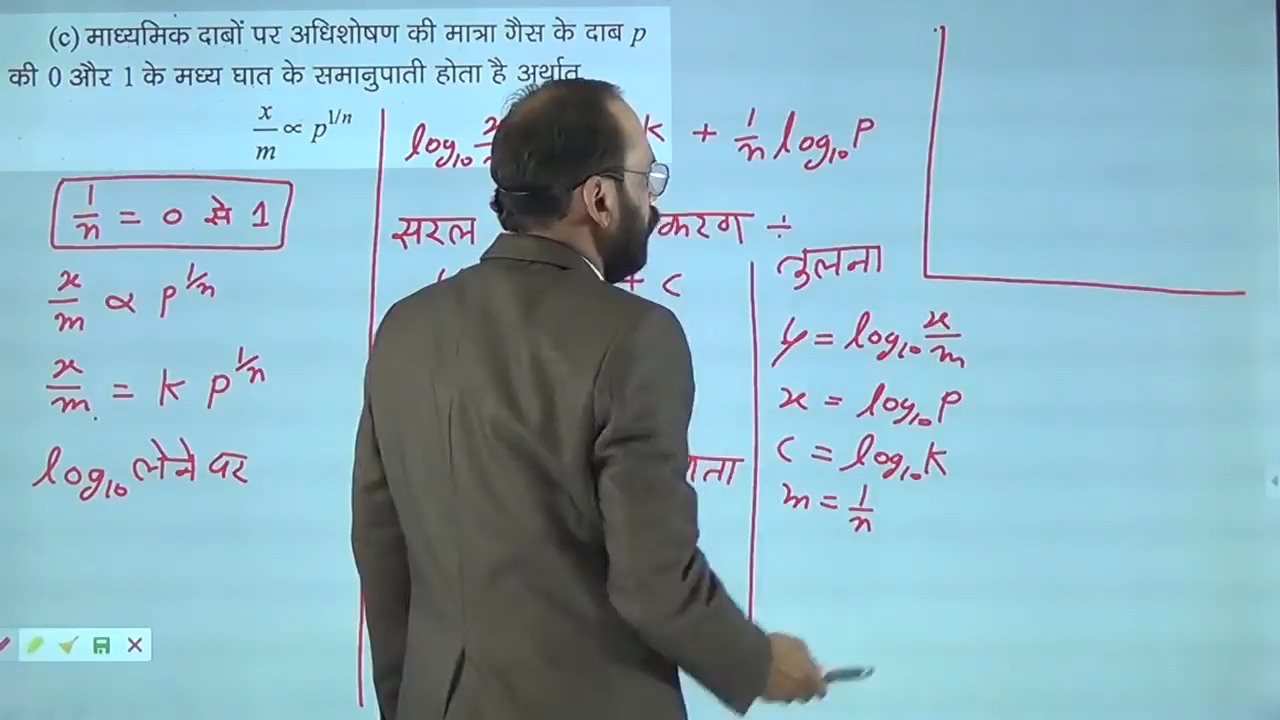 (c) माध्यमिक दाबों पर अधिशोषण की मात्रा गैस के दाब p
की 0 और 1 के मध्य घात के समानुपाती होता है अर्थात्
x/m ∝ p^1/n
1/n = 0 से 1
x/m ∝ p^1/n
x/m = K p^1/n
log10 लेने पर
log10 K + 1/n log10 P
सरल करण ÷
+ C
तुलना
y = log10 x/m
x = log10 P
C = log10 K
m = 1/n